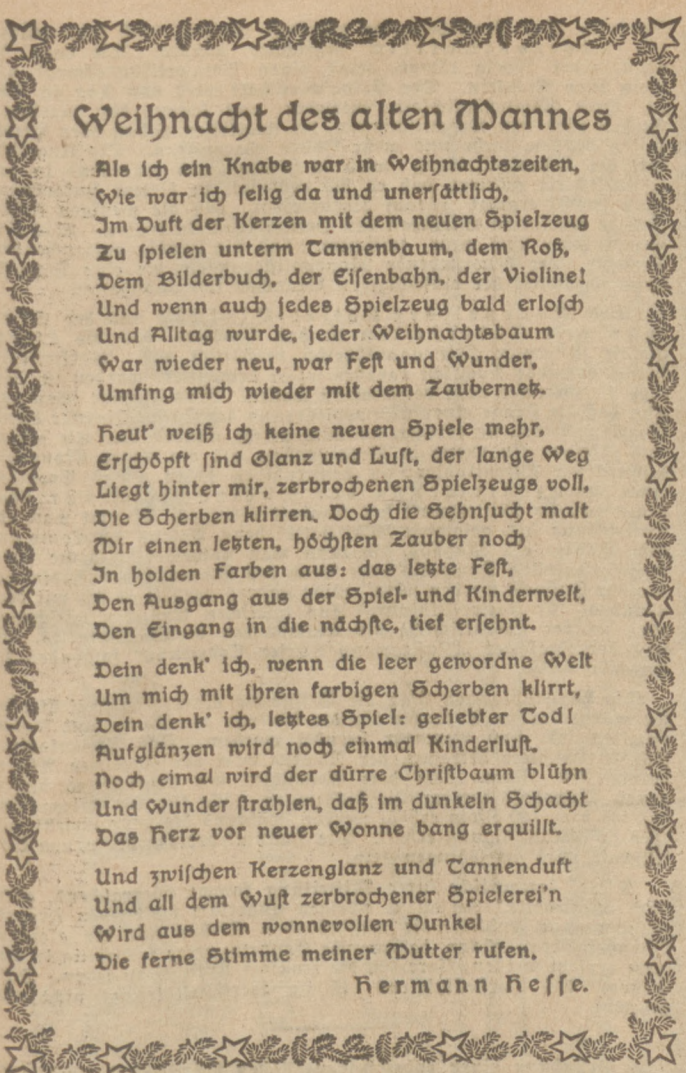 Weihnacht des alten Mannes
Als ich ein Knabe war in Weihnachtszeiten,
Wie war ich selig da und unersättlich,
Im Duft der Kerzen mit dem neuen Spielzeug
Zu spielen unterm Tannenbaum, dem Roß,
Dem Bilderbuch, der Eisenbahn, der Violine!
Und wenn auch jedes Spielzeug bald erlosch
Und Alltag wurde, jeder Weihnachtsbaum
War wieder neu, war Fest und Wunder,
Umfing mich wieder mit dem Zaubernetz.
Heut' weiß ich keine neuen Spiele mehr,
Erschöpft sind Glanz und Lust, der lange Weg
Liegt hinter mir, zerbrochenen Spielzeugs voll,
Die Scherben klirren. Doch die Sehnsucht malt
Mir einen letzten, höchsten Zauber noch
In holden Farben aus: das letzte Fest,
Den Ausgang aus der Spiel- und Kinderwelt,
Den Eingang in die nächste, tief ersehnt.
Dein denk' ich, wenn die leer gewordne Welt
Um mich mit ihren farbigen Scherben klirrt,
Dein denk' ich, letztes Spiel: geliebter Tod!
Aufglänzen wird noch einmal Kinderlust.
Noch eimal wird der dürre Christbaum blühn
Und Wunder strahlen, daß im dunkeln Schacht
Das Herz vor neuer Wonne bang erquillt.
Und zwischen Kerzenglanz und Tannenduft
Und all dem Wust zerbrochener Spielerei'n
Wird aus dem wonnevollen Dunkel
Die ferne Stimme meiner Mutter rufen.
Hermann Hesse.